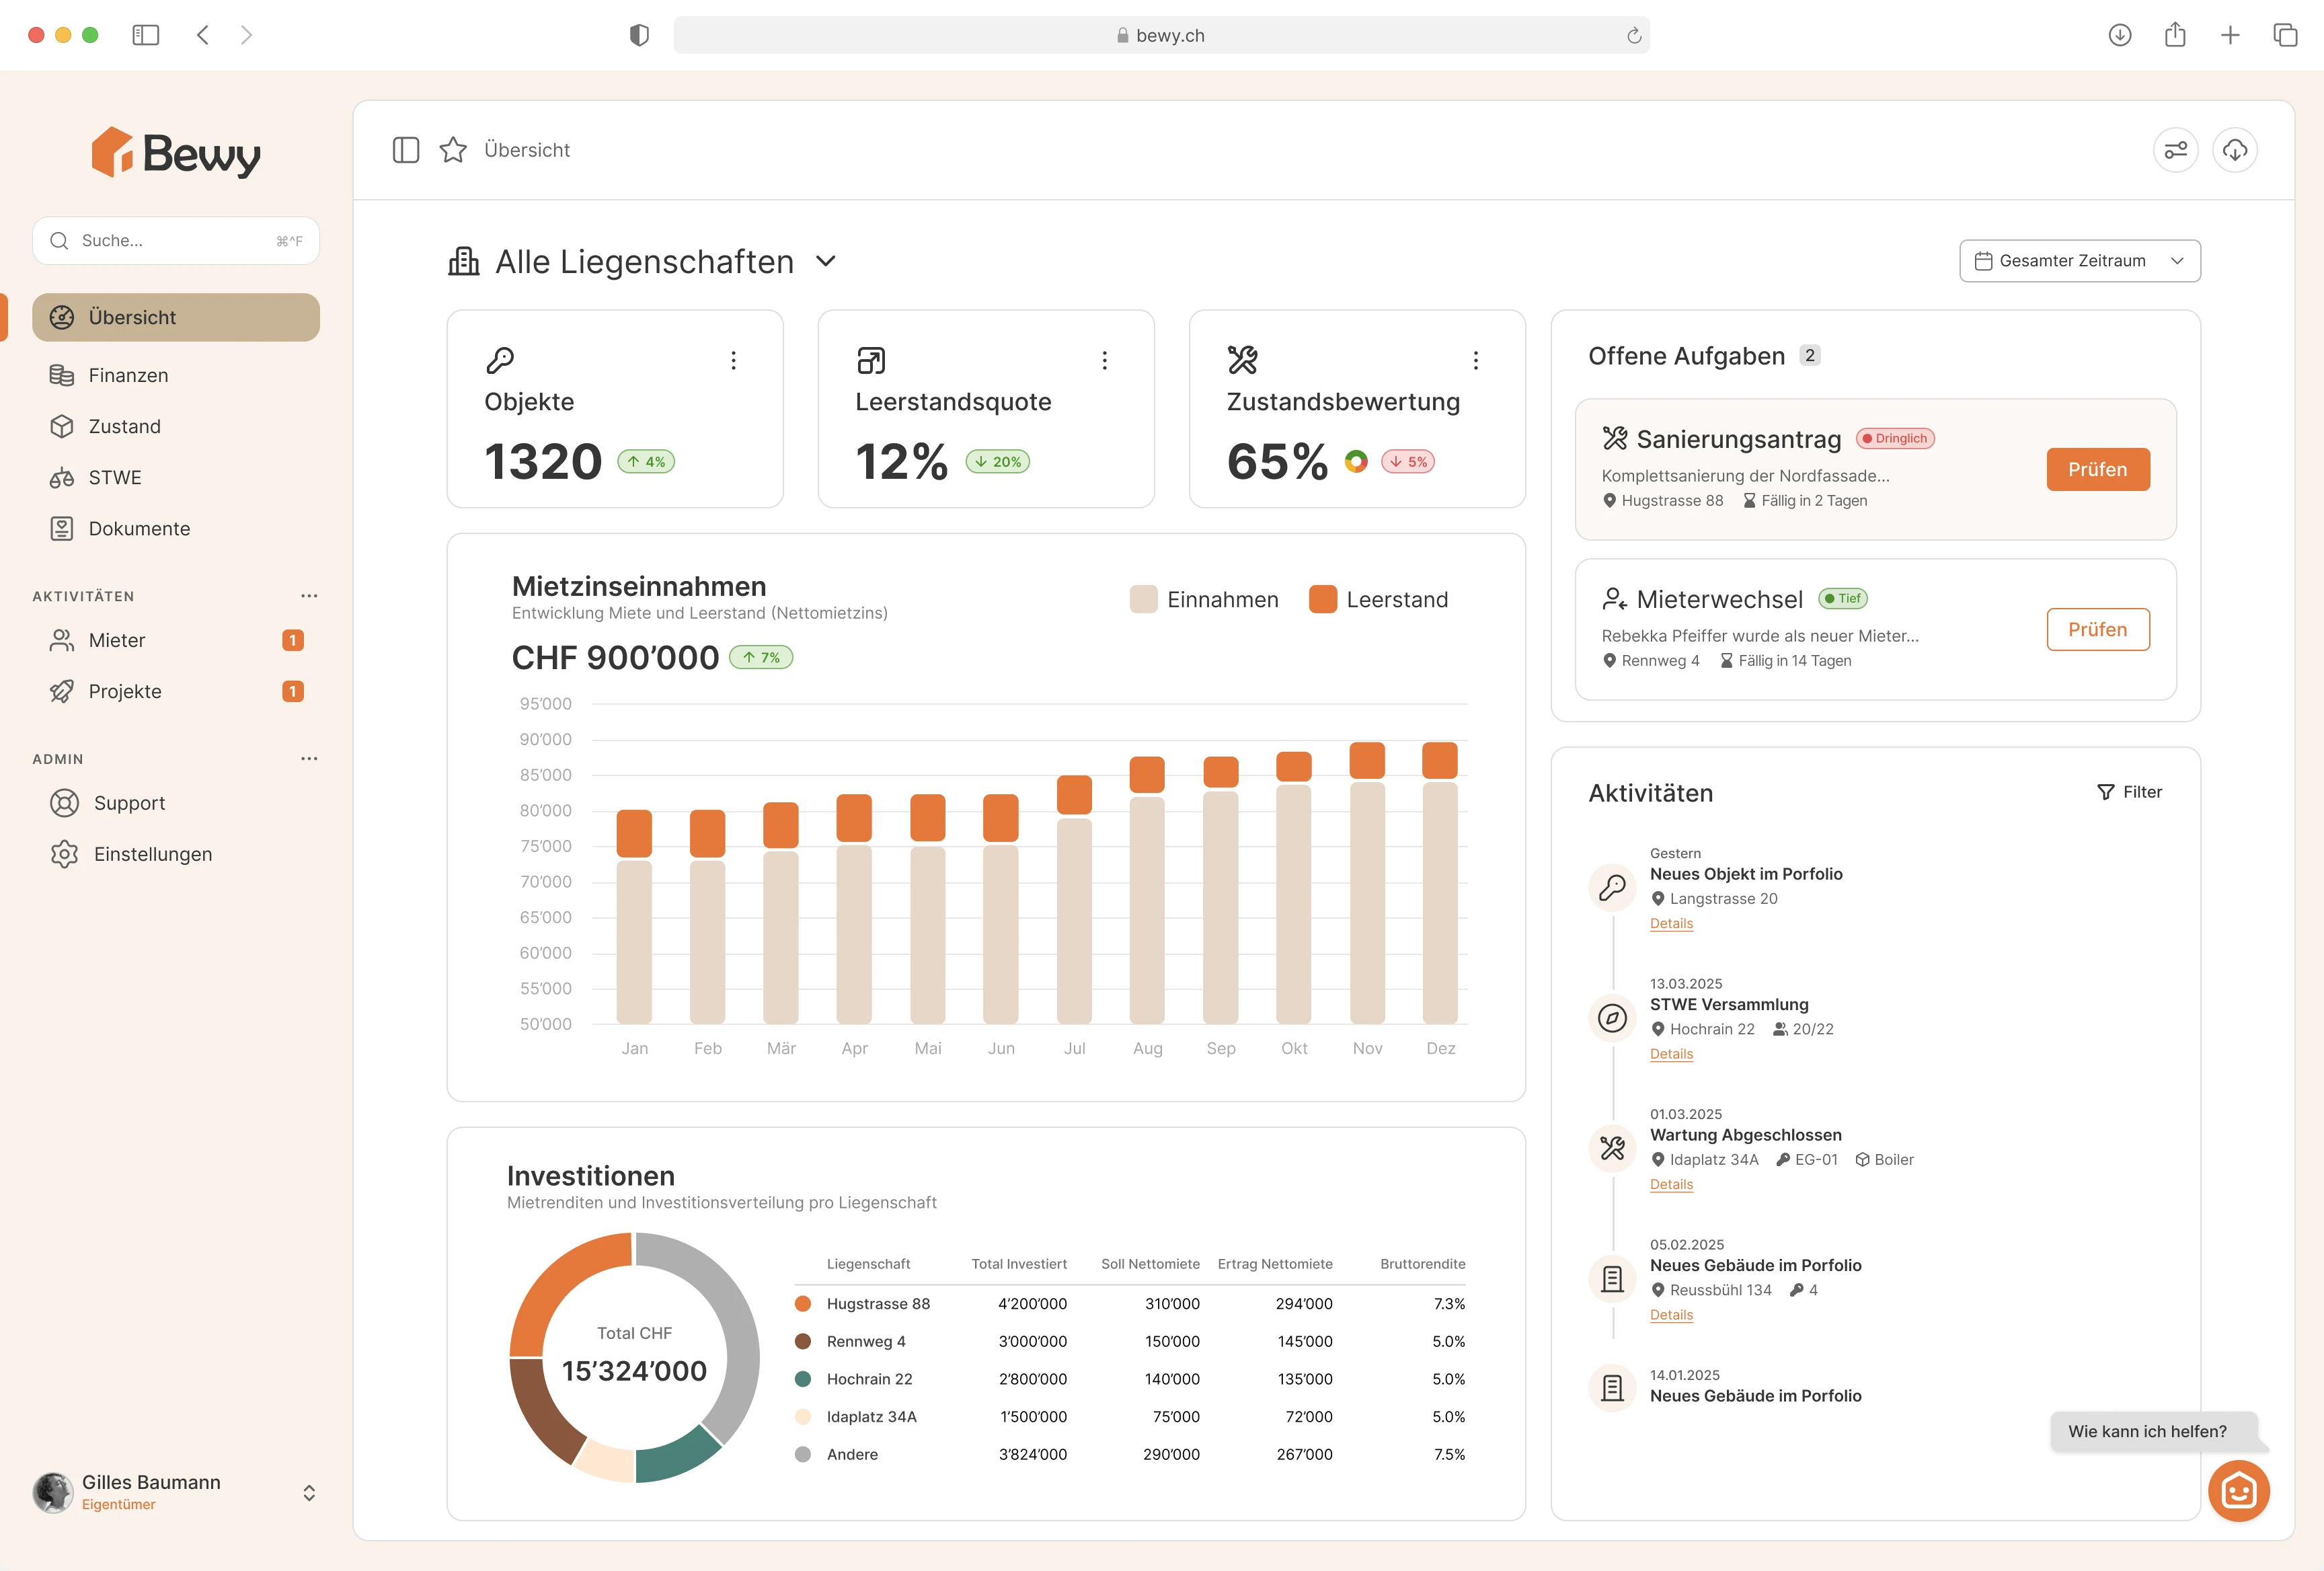 bewy.ch
Bewy
Suche... ⌘^F
Übersicht
Finanzen
Zustand
STWE
Dokumente
AKTIVITÄTEN
Mieter 1
Projekte 1
ADMIN
Support
Einstellungen
Gilles Baumann
Eigentümer
Übersicht
Alle Liegenschaften
Gesamter Zeitraum
Objekte
1320 ↑ 4%
Leerstandsquote
12% ↓ 20%
Zustandsbewertung
65% ↓ 5%
Mietzinseinnahmen
Entwicklung Miete und Leerstand (Nettomietzins)
CHF 900’000 ↑ 7%
Einnahmen Leerstand
95’000
90’000
85’000
80’000
75’000
70’000
65’000
60’000
55’000
50’000
Jan Feb Mär Apr Mai Jun Jul Aug Sep Okt Nov Dez
Investitionen
Mietrenditen und Investitionsverteilung pro Liegenschaft
Total CHF
15’324’000
Liegenschaft Total Investiert Soll Nettomiete Ertrag Nettomiete Bruttorendite
Hugstrasse 88 4’200’000 310’000 294’000 7.3%
Rennweg 4 3’000’000 150’000 145’000 5.0%
Hochrain 22 2’800’000 140’000 135’000 5.0%
Idaplatz 34A 1’500’000 75’000 72’000 5.0%
Andere 3’824’000 290’000 267’000 7.5%
Offene Aufgaben 2
Sanierungsantrag Dringlich
Komplettsanierung der Nordfassade...
Hugstrasse 88 Fällig in 2 Tagen
Prüfen
Mieterwechsel Tief
Rebekka Pfeiffer wurde als neuer Mieter...
Rennweg 4 Fällig in 14 Tagen
Prüfen
Aktivitäten
Filter
Gestern
Neues Objekt im Porfolio
Langstrasse 20
Details
13.03.2025
STWE Versammlung
Hochrain 22 20/22
Details
01.03.2025
Wartung Abgeschlossen
Idaplatz 34A EG-01 Boiler
Details
05.02.2025
Neues Gebäude im Porfolio
Reussbühl 134 4
Details
14.01.2025
Neues Gebäude im Porfolio
Wie kann ich helfen?